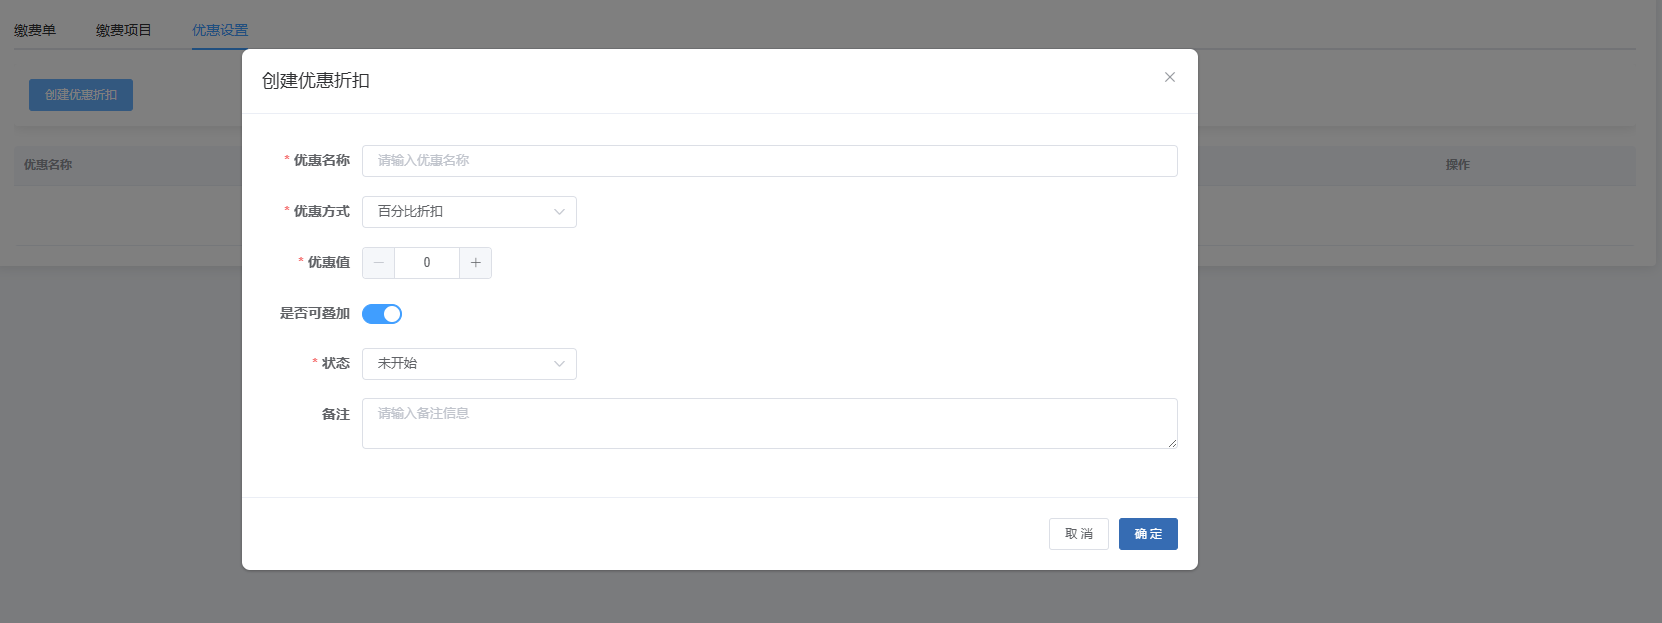 缴费单 缴费项目 优惠设置
创建优惠折扣
优惠名称 操作
创建优惠折扣
* 优惠名称 请输入优惠名称
* 优惠方式 百分比折扣
* 优惠值 0
是否可叠加
* 状态 未开始
备注 请输入备注信息
取消 确定